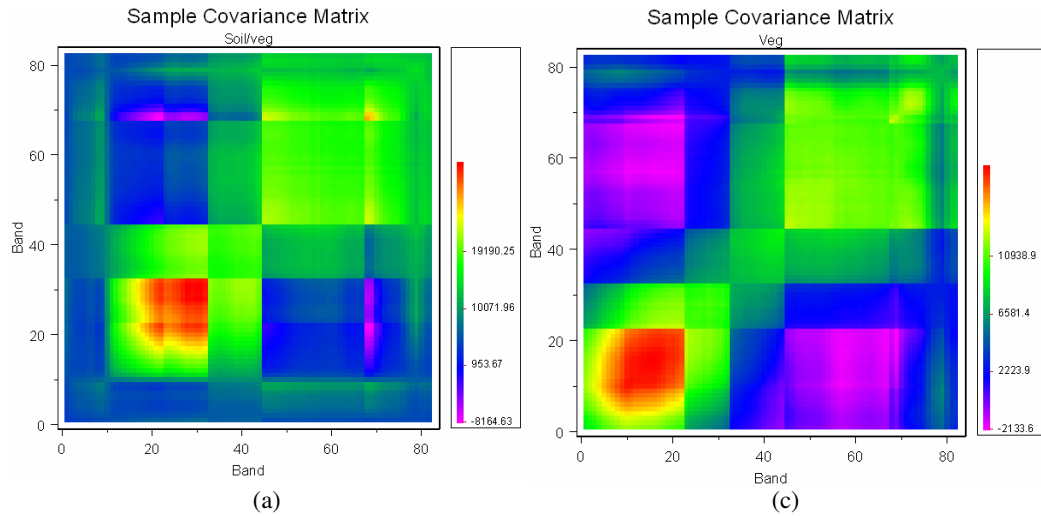 Sample Covariance Matrix
Soil/veg
80
60
40
20
0
Band
0 20 40 60 80
Band
19190.25
10071.96
953.67
-8164.63
(a)
Sample Covariance Matrix
Veg
80
60
40
20
0
Band
0 20 40 60 80
Band
10938.9
6581.4
2223.9
-2133.6
(c)